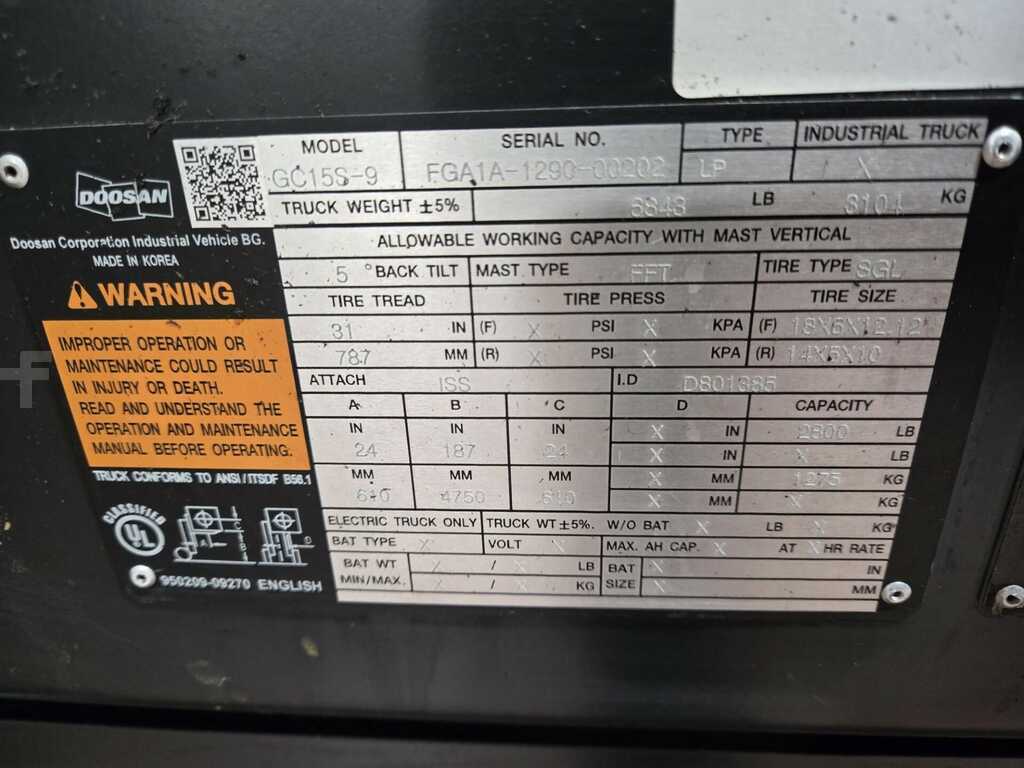 MODEL SERIAL NO. TYPE INDUSTRIAL TRUCK
GC15S-9 FGA1A-1290-00202 LP X
TRUCK WEIGHT ±5% 6843 LB 3104 KG
DOOSAN
Doosan Corporation Industrial Vehicle BG.
MADE IN KOREA
WARNING
IMPROPER OPERATION OR
MAINTENANCE COULD RESULT
IN INJURY OR DEATH.
READ AND UNDERSTAND THE
OPERATION AND MAINTENANCE
MANUAL BEFORE OPERATING.
TRUCK CONFORMS TO ANSI/ITSDF B56.1
CLASSIFIED
UL
950209-09270 ENGLISH
ALLOWABLE WORKING CAPACITY WITH MAST VERTICAL
5 °BACK TILT MAST TYPE FFT TIRE TYPE SGL
TIRE TREAD TIRE PRESS TIRE SIZE
31 IN (F) X PSI X KPA (F) 18X6X12.12
787 MM (R) X PSI X KPA (R) 14X5X10
ATTACH ISS I.D D801385
A B C D CAPACITY
IN IN IN X IN 2800 LB
24 187 24 X IN X LB
MM MM MM X MM 1275 KG
610 4750 610 X MM X KG
ELECTRIC TRUCK ONLY TRUCK WT ±5%. W/O BAT X LB X KG
BAT TYPE X VOLT X MAX. AH CAP. X AT X HR RATE
BAT WT X / X LB BAT X IN
MIN/MAX. X / X KG SIZE X MM